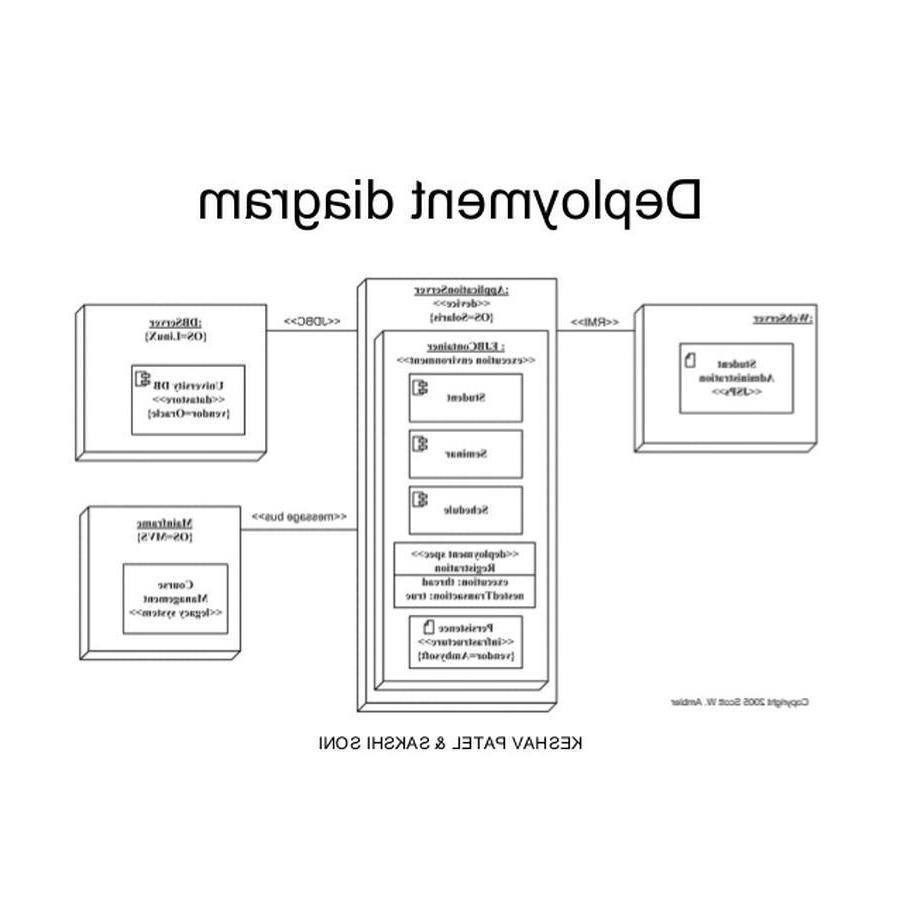 Deployment diagram
:WebServer
Student
Administration
<<JSPs>>
<<RMI>>
:ApplicationServer
<<device>>
{OS=Solaris}
: EJBContainer
<<execution environment>>
Student
Seminar
Schedule
<<deployment spec>>
Registration
execution: thread
nestedTransaction: true
Persistence
<<infrastructure>>
{vendor=Ambysoft}
<<JDBC>>
:DBServer
{OS=LinuX}
University DB
<<datastore>>
{vendor=Oracle}
<<message bus>>
Mainframe
{OS=MVS}
Course
Management
<<legacy system>>
Copyright 2005 Scott W. Ambler
KESHAV PATEL & SAKSHI SONI